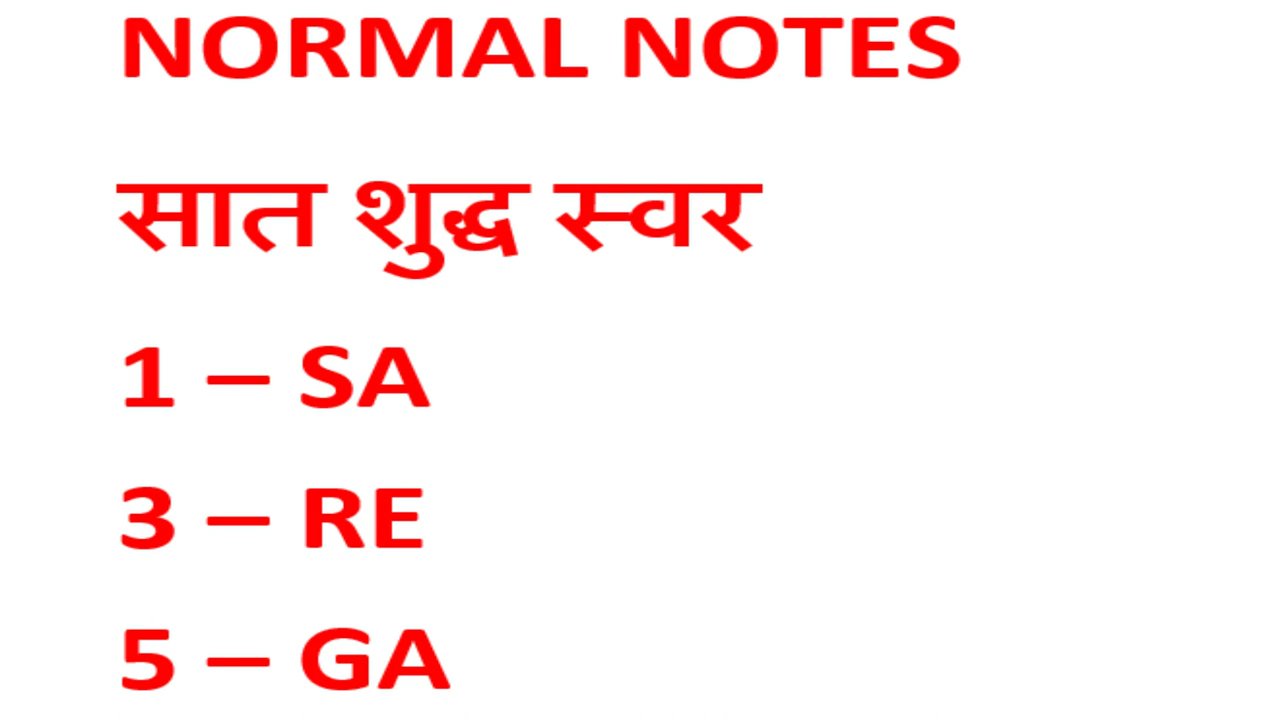 NORMAL NOTES
सात शुद्ध स्वर
1 – SA
3 – RE
5 – GA